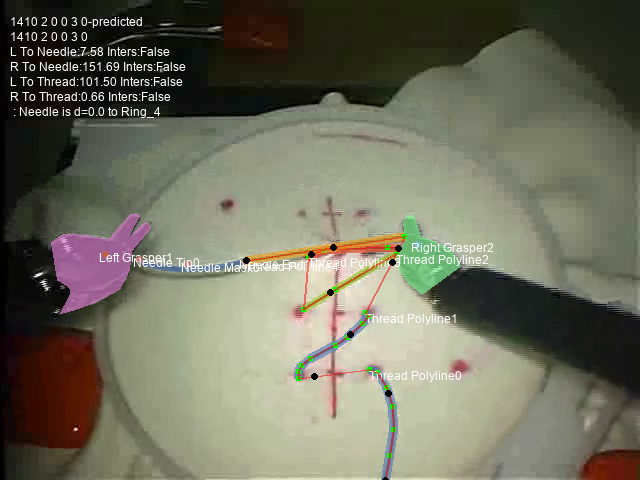 1410 2 0 0 3 0-predicted
1410 2 0 0 3 0
L To Needle:7.58 Inters:False
R To Needle:151.69 Inters:False
L To Thread:101.50 Inters:False
R To Thread:0.66 Inters:False
: Needle is d=0.0 to Ring_4
Right Grasper2
Left Grasper1
Thread Polyline2
Needle Tip0
Needle Mask
Thread Polyline1
Thread Polyline0